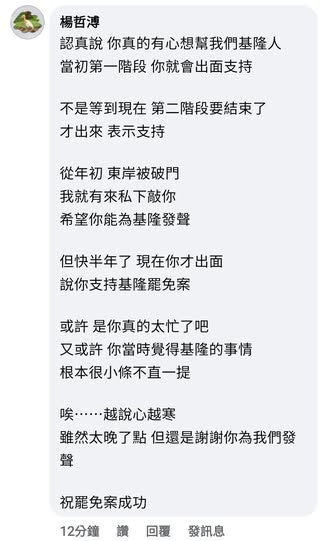 楊哲溥
認真說 你真的有心想幫我們基隆人
當初第一階段 你就會出面支持
不是等到現在 第二階段要結束了
才出來 表示支持
從年初 東岸被破門
我就有來私下敲你
希望你能為基隆發聲
但快半年了 現在你才出面
說你支持基隆罷免案
或許 是你真的太忙了吧
又或許 你當時覺得基隆的事情
根本很小條不直一提
唉⋯⋯越說心越寒
雖然太晚了點 但還是謝謝你為我們發
聲
祝罷免案成功
12分鐘 讚 回覆 發訊息